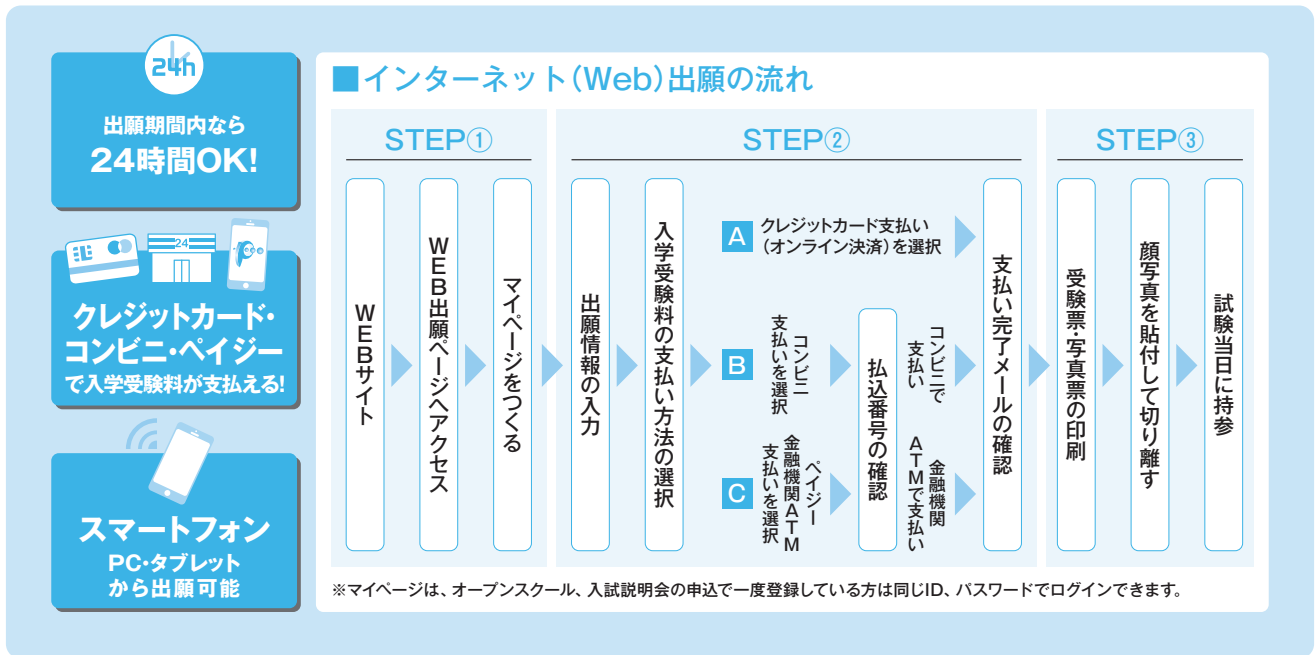 24h
出願期間内なら
24時間OK!
24
クレジットカード・
コンビニ・ペイジー
で入学受験料が支払える!
スマートフォン
PC・タブレット
から出願可能
■インターネット(Web)出願の流れ
STEP①
WEBサイト
WEB出願ページへアクセス
マイページをつくる
STEP②
出願情報の入力
入学受験料の支払い方法の選択
A
クレジットカード支払い
(オンライン決済)を選択
B
コンビニ
支払いを選択
C
ペイジー
金融機関ATM
支払いを選択
払込番号の確認
コンビニで
支払い
金融機関
ATMで支払い
支払い完了メールの確認
STEP③
受験票・写真票の印刷
顔写真を貼付して切り離す
試験当日に持参
※マイページは、オープンスクール、入試説明会の申込で一度登録している方は同じID、パスワードでログインできます。